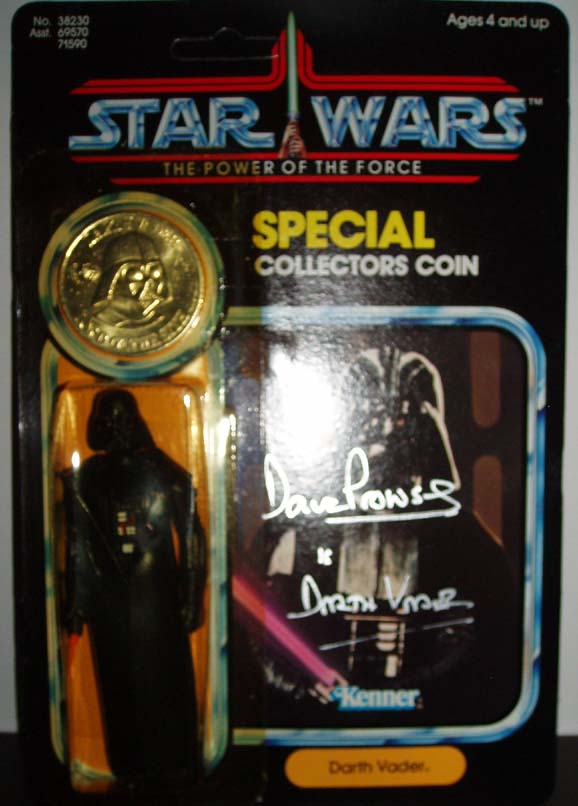 No. 38230
Asst. 69570
71590
Ages 4 and up
STAR WARS™
THE POWER OF THE FORCE
SPECIAL
COLLECTORS COIN
Dave Prowse
is
Darth Vader
Kenner
Darth Vader.